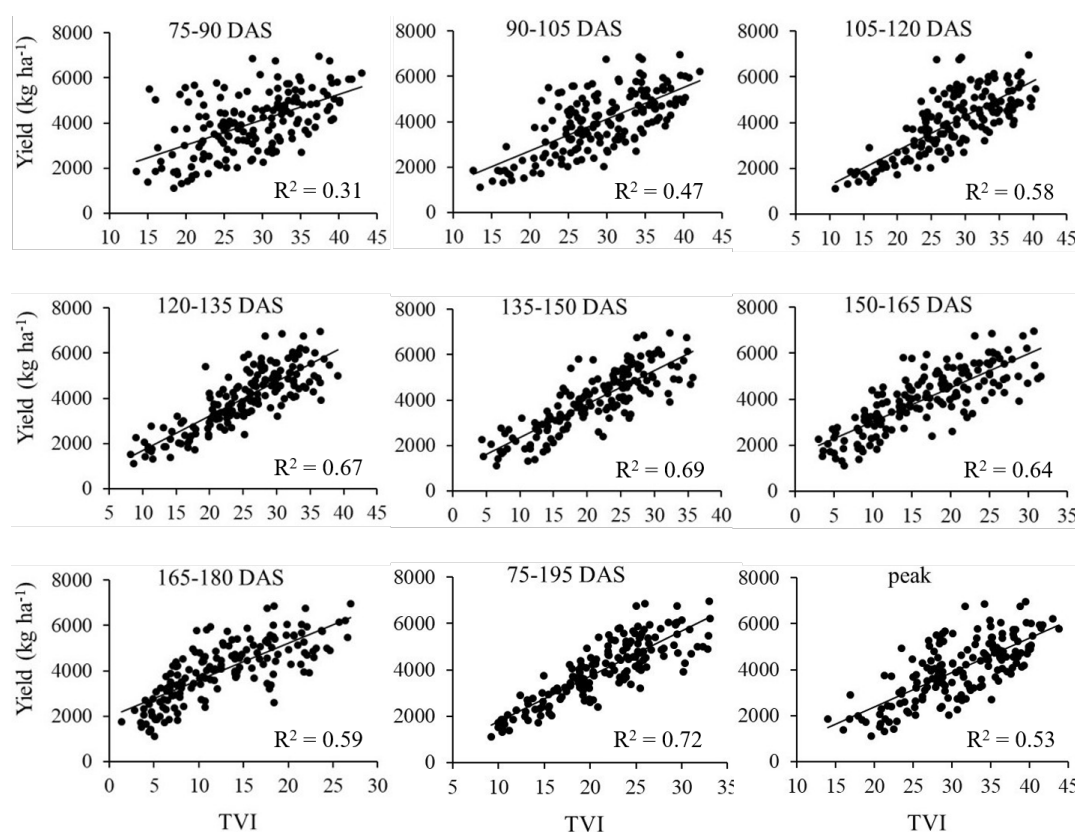 75-90 DAS
90-105 DAS
105-120 DAS
Yield (kg ha-1)
8000
6000
4000
2000
0
R2 = 0.31
10 15 20 25 30 35 40 45
8000
6000
4000
2000
0
R2 = 0.47
10 15 20 25 30 35 40 45
8000
6000
4000
2000
0
R2 = 0.58
5 10 15 20 25 30 35 40 45
120-135 DAS
135-150 DAS
150-165 DAS
Yield (kg ha-1)
8000
6000
4000
2000
0
R2 = 0.67
5 10 15 20 25 30 35 40 45
8000
6000
4000
2000
0
R2 = 0.69
0 5 10 15 20 25 30 35 40
8000
6000
4000
2000
0
R2 = 0.64
0 5 10 15 20 25 30 35
165-180 DAS
75-195 DAS
peak
Yield (kg ha-1)
8000
6000
4000
2000
0
R2 = 0.59
0 5 10 15 20 25 30
TVI
8000
6000
4000
2000
0
R2 = 0.72
5 10 15 20 25 30 35
TVI
8000
6000
4000
2000
0
R2 = 0.53
10 15 20 25 30 35 40 45
TVI